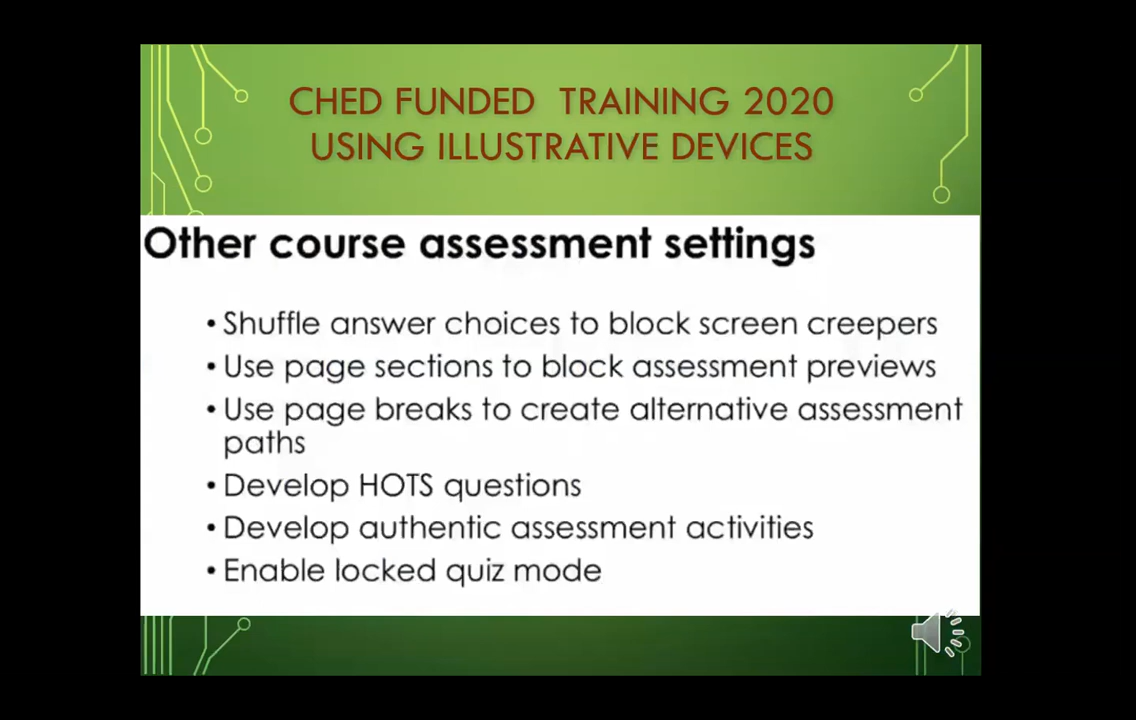 CHED FUNDED TRAINING 2020
USING ILLUSTRATIVE DEVICES
Other course assessment settings
• Shuffle answer choices to block screen creepers
• Use page sections to block assessment previews
• Use page breaks to create alternative assessment
paths
• Develop HOTS questions
• Develop authentic assessment activities
• Enable locked quiz mode